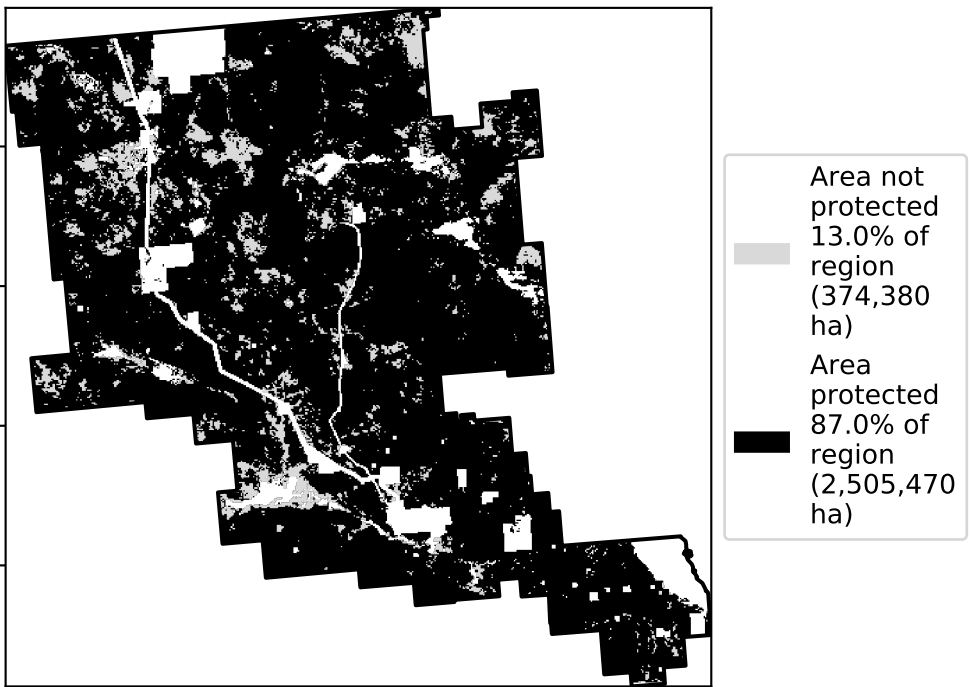 Area not
protected
13.0% of
region
(374,380
ha)
Area
protected
87.0% of
region
(2,505,470
ha)